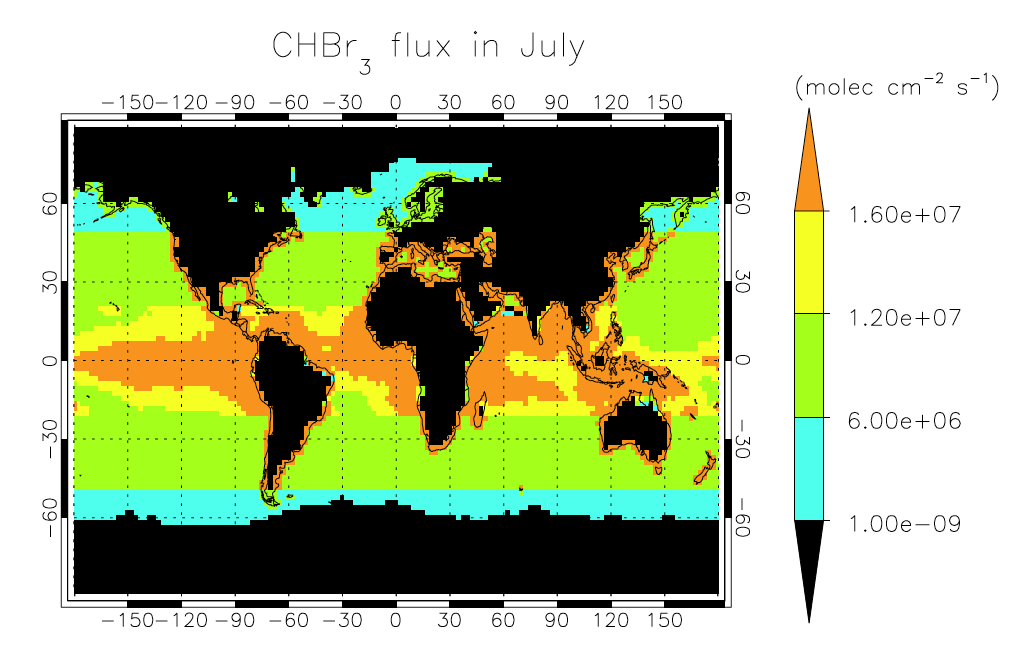 CHBr₃ flux in July
(molec cm⁻² s⁻¹)
−150 −120 −90 −60 −30 0 30 60 90 120 150
60 60
30 30
0 0
−30 −30
−60 −60
−150 −120 −90 −60 −30 0 30 60 90 120 150
1.60e+07
1.20e+07
6.00e+06
1.00e−09